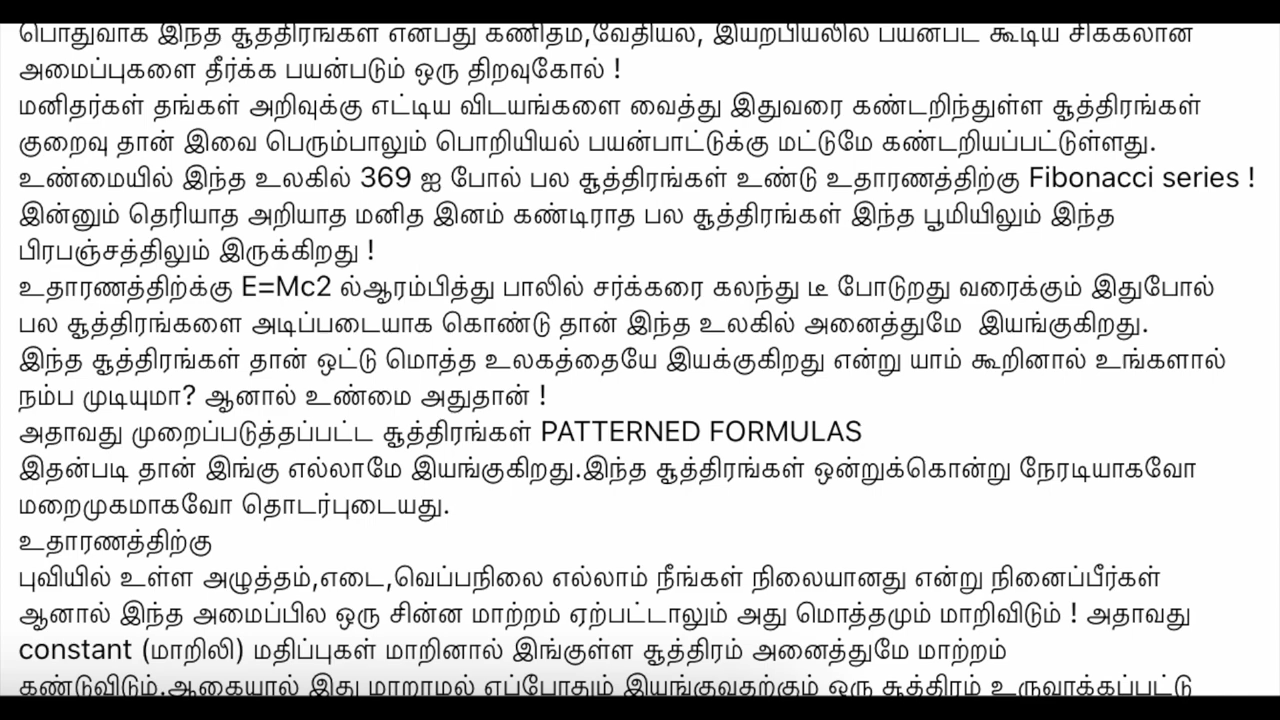 பொதுவாக இந்த சூத்திரங்கள் என்பது கணிதம்,வேதியல், இயற்பியலில் பயன்பட கூடிய சிக்கலான
அமைப்புகளை தீர்க்க பயன்படும் ஒரு திறவுகோல் !
மனிதர்கள் தங்கள் அறிவுக்கு எட்டிய விடயங்களை வைத்து இதுவரை கண்டறிந்துள்ள சூத்திரங்கள்
குறைவு தான் இவை பெரும்பாலும் பொறியியல் பயன்பாட்டுக்கு மட்டுமே கண்டறியப்பட்டுள்ளது.
உண்மையில் இந்த உலகில் 369 ஐ போல் பல சூத்திரங்கள் உண்டு உதாரணத்திற்கு Fibonacci series !
இன்னும் தெரியாத அறியாத மனித இனம் கண்டிராத பல சூத்திரங்கள் இந்த பூமியிலும் இந்த
பிரபஞ்சத்திலும் இருக்கிறது !
உதாரணத்திற்க்கு E=Mc2 ல்ஆரம்பித்து பாலில் சர்க்கரை கலந்து டீ போடுறது வரைக்கும் இதுபோல்
பல சூத்திரங்களை அடிப்படையாக கொண்டு தான் இந்த உலகில் அனைத்துமே  இயங்குகிறது.
இந்த சூத்திரங்கள் தான் ஒட்டு மொத்த உலகத்தையே இயக்குகிறது என்று யாம் கூறினால் உங்களால்
நம்ப முடியுமா? ஆனால் உண்மை அதுதான் !
அதாவது முறைப்படுத்தப்பட்ட சூத்திரங்கள் PATTERNED FORMULAS
இதன்படி தான் இங்கு எல்லாமே இயங்குகிறது.இந்த சூத்திரங்கள் ஒன்றுக்கொன்று நேரடியாகவோ
மறைமுகமாகவோ தொடர்புடையது.
உதாரணத்திற்கு
புவியில் உள்ள அழுத்தம்,எடை,வெப்பநிலை எல்லாம் நீங்கள் நிலையானது என்று நினைப்பீர்கள்
ஆனால் இந்த அமைப்பில ஒரு சின்ன மாற்றம் ஏற்பட்டாலும் அது மொத்தமும் மாறிவிடும் ! அதாவது
constant (மாறிலி) மதிப்புகள் மாறினால் இங்குள்ள சூத்திரம் அனைத்துமே மாற்றம்
கண்டுவிடும்.ஆகையால் இது மாறாமல் எப்போதும் இயங்குவதற்கும் ஒரு சூத்திரம் உருவாக்கப்பட்டு